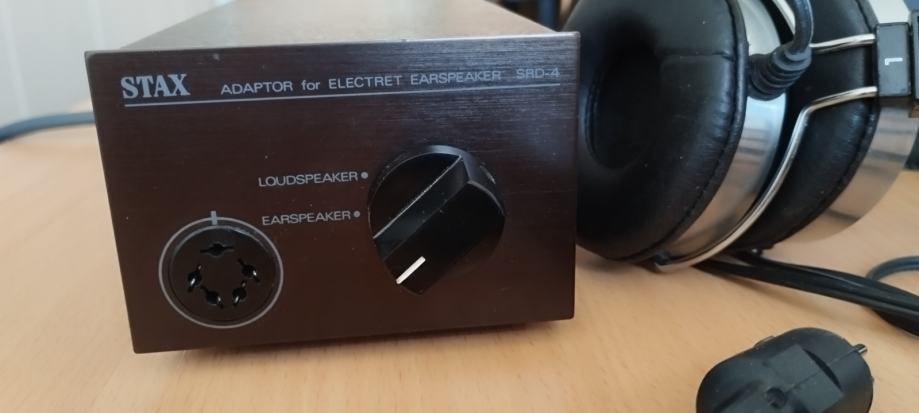 STAX ADAPTOR for ELECTRET EARSPEAKER SRD-4
LOUDSPEAKER
EARSPEAKER
L